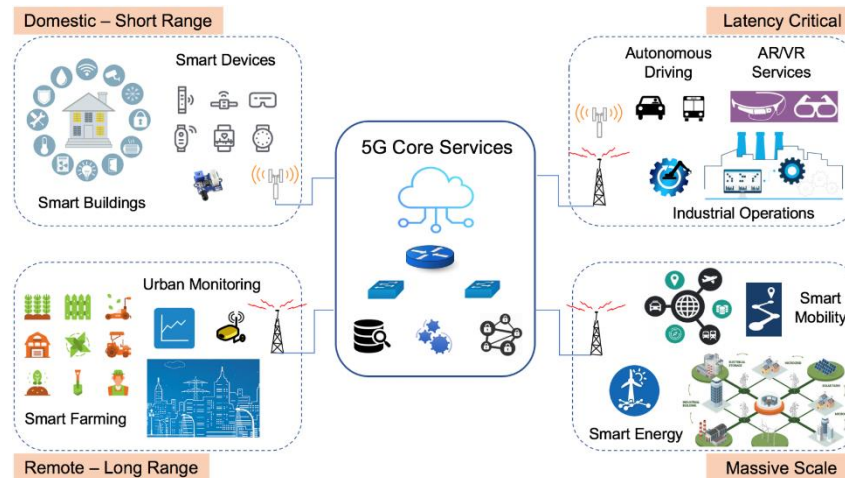 Domestic – Short Range
Smart Devices
Smart Buildings
Latency Critical
Autonomous
Driving
AR/VR
Services
Industrial Operations
5G Core Services
Urban Monitoring
Smart Farming
Remote – Long Range
Smart
Mobility
Smart Energy
Massive Scale